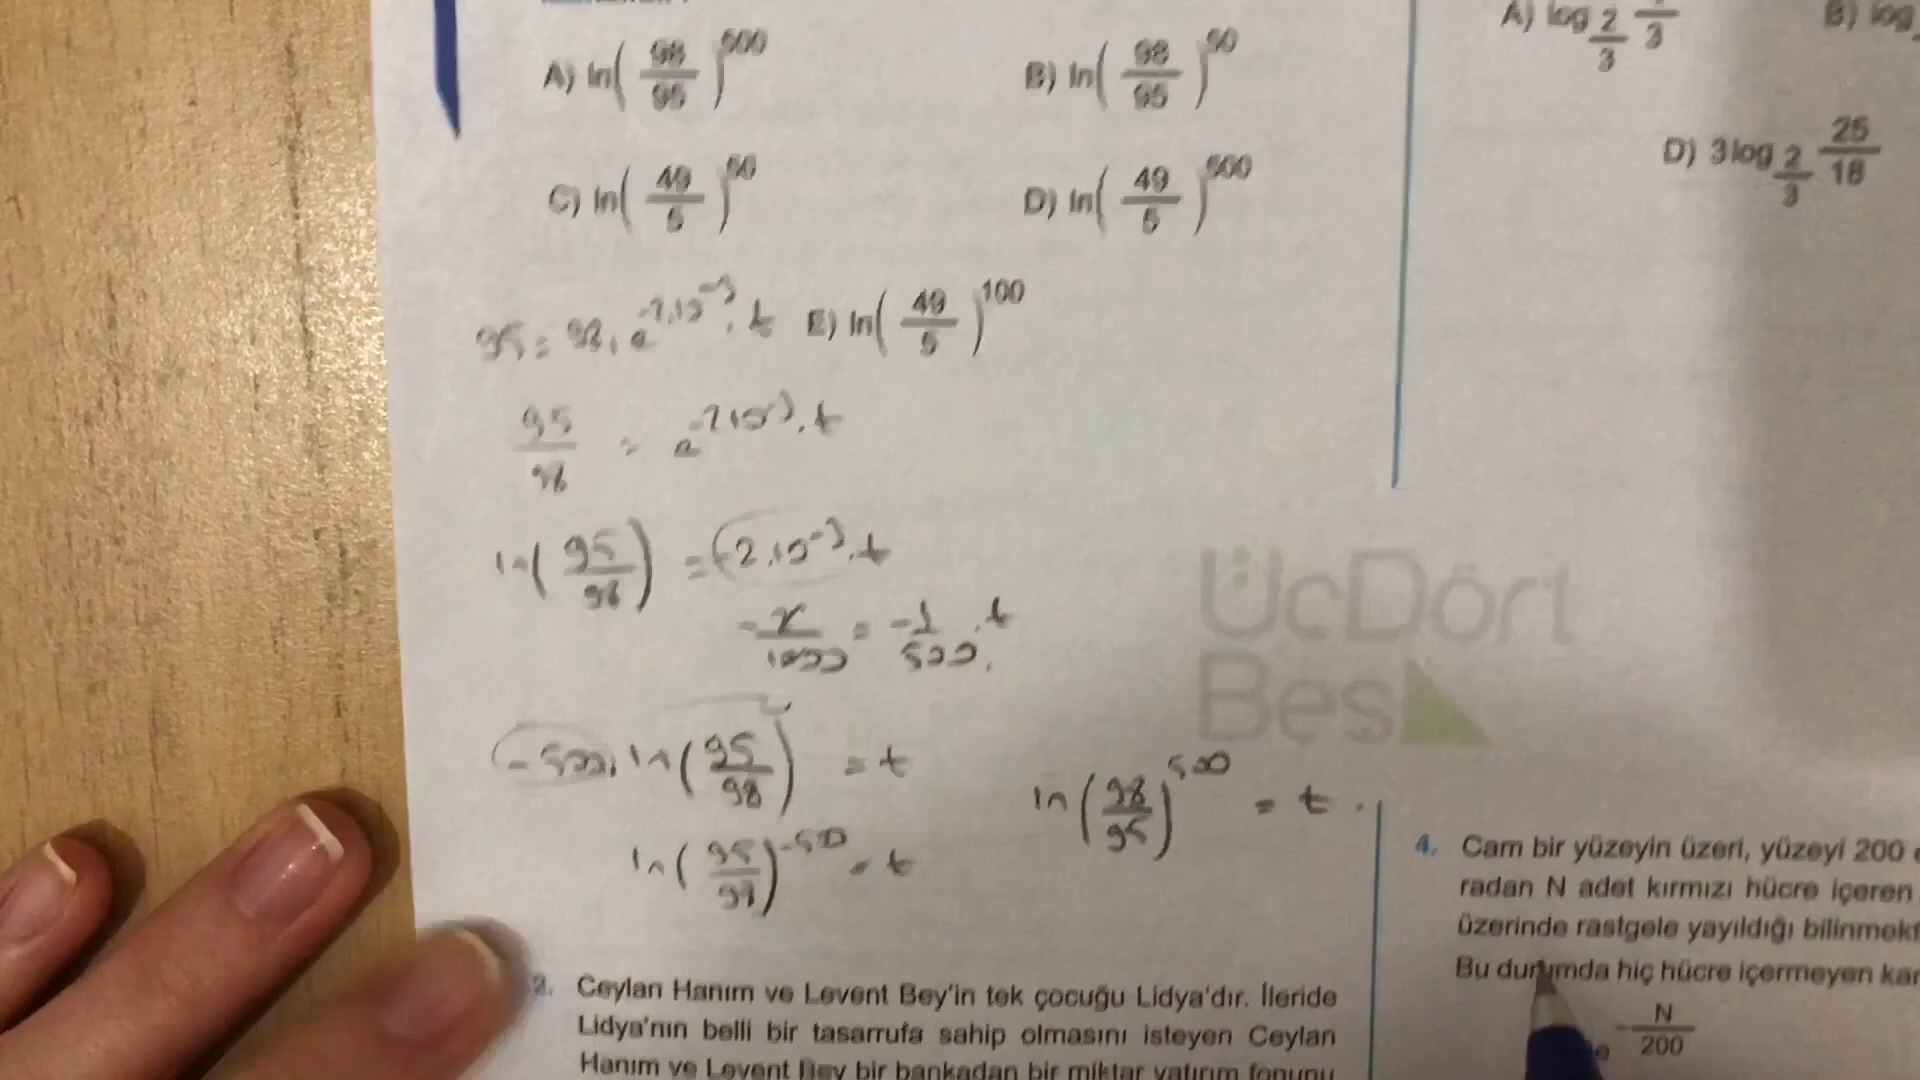 A) ln(98/95)^500
B) ln(98/95)^50
C) ln(49/5)^50
D) ln(49/5)^500
E) ln(49/5)^100
95 = 98 . e^-2.10^-3 . t
95/98 = e^-2.10^-3 . t
ln(95/98) = (-2.10^-3) . t
-2/1000 = -1/500 . t
-500 . ln(95/98) = t
ln(95/98)^-500 = t
ln(98/95)^500 = t .
ÜcDört
Bes
2. Ceylan Hanım ve Levent Bey'in tek çocuğu Lidya'dır. İleride
Lidya'nın belli bir tasarrufa sahip olmasını isteyen Ceylan
Hanım ve Levent Bey bir bankadan bir miktar yatırım fonunu
A) log 2/3
B) log
D) 3 log 2/3 25/18
4. Cam bir yüzeyin üzeri, yüzeyi 200
radan N adet kırmızı hücre içeren
üzerinde rastgele yayıldığı
Bu durumda hiç hücre içermeyen
e -N/200